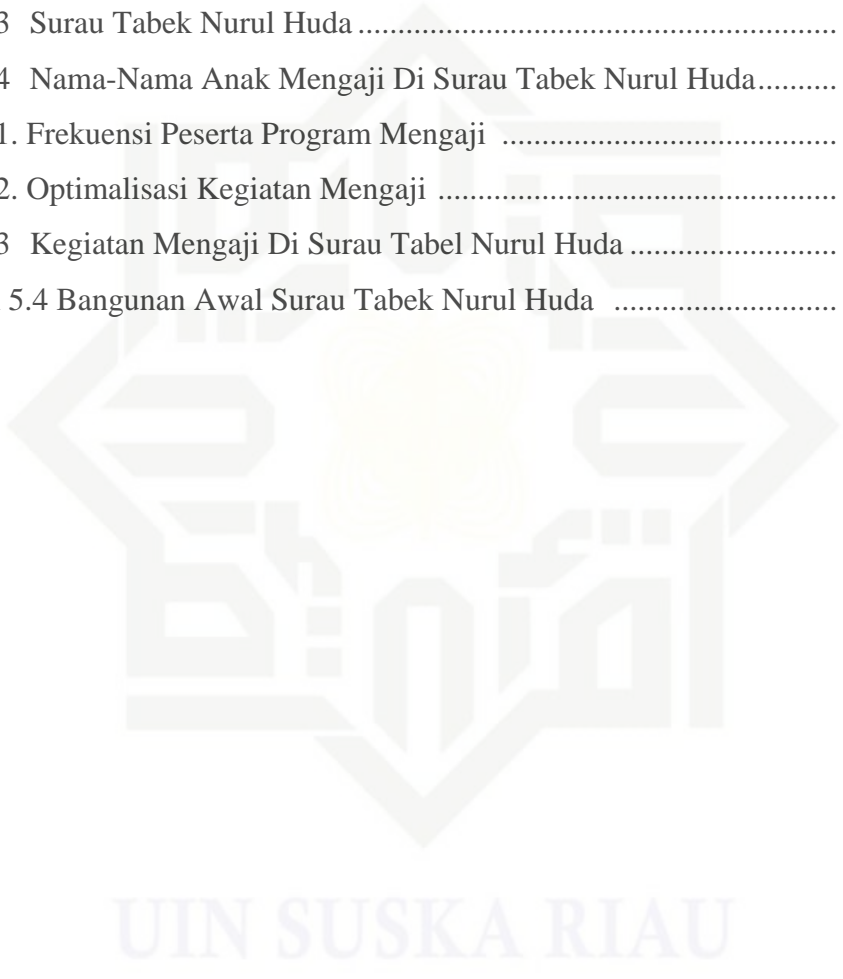 3 Surau Tabek Nurul Huda ..........................................................
4 Nama-Nama Anak Mengaji Di Surau Tabek Nurul Huda..........
1. Frekuensi Peserta Program Mengaji .........................................
2. Optimalisasi Kegiatan Mengaji .................................................
3 Kegiatan Mengaji Di Surau Tabel Nurul Huda .........................
5.4 Bangunan Awal Surau Tabek Nurul Huda ...........................
UIN SUSKA RIAU